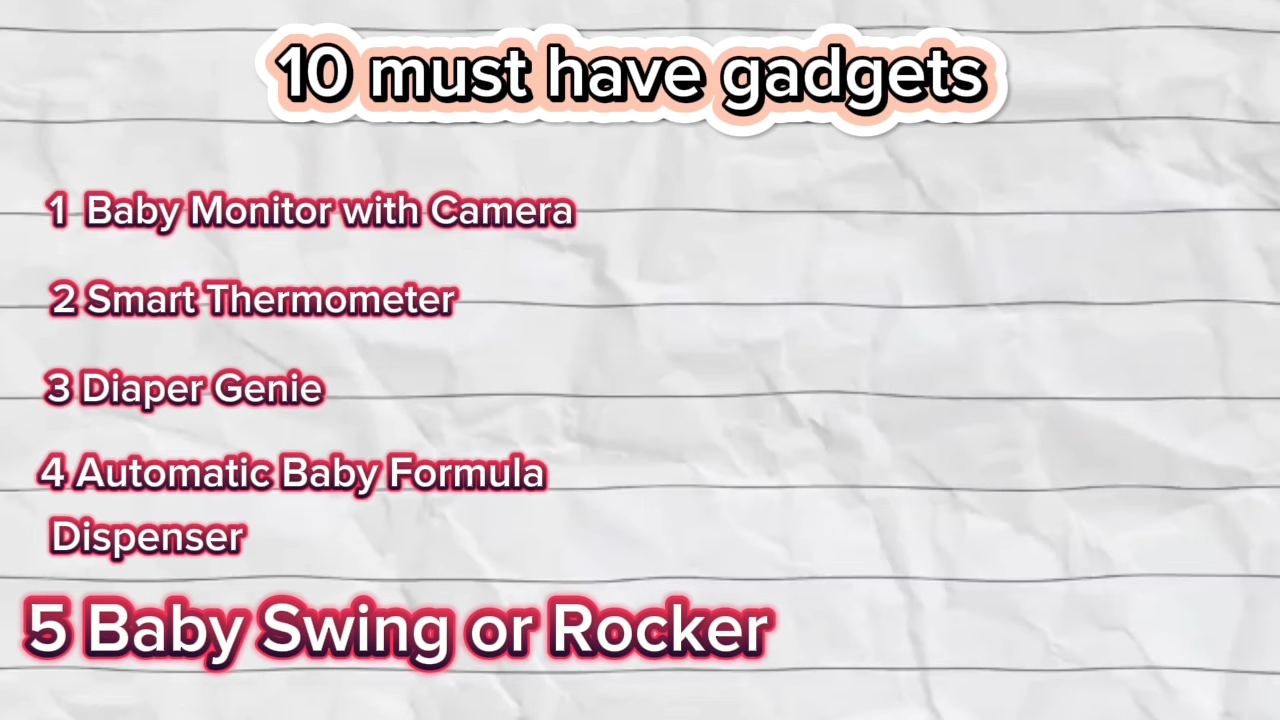 10 must have gadgets
1 Baby Monitor with Camera
2 Smart Thermometer
3 Diaper Genie
4 Automatic Baby Formula
Dispenser
5 Baby Swing or Rocker